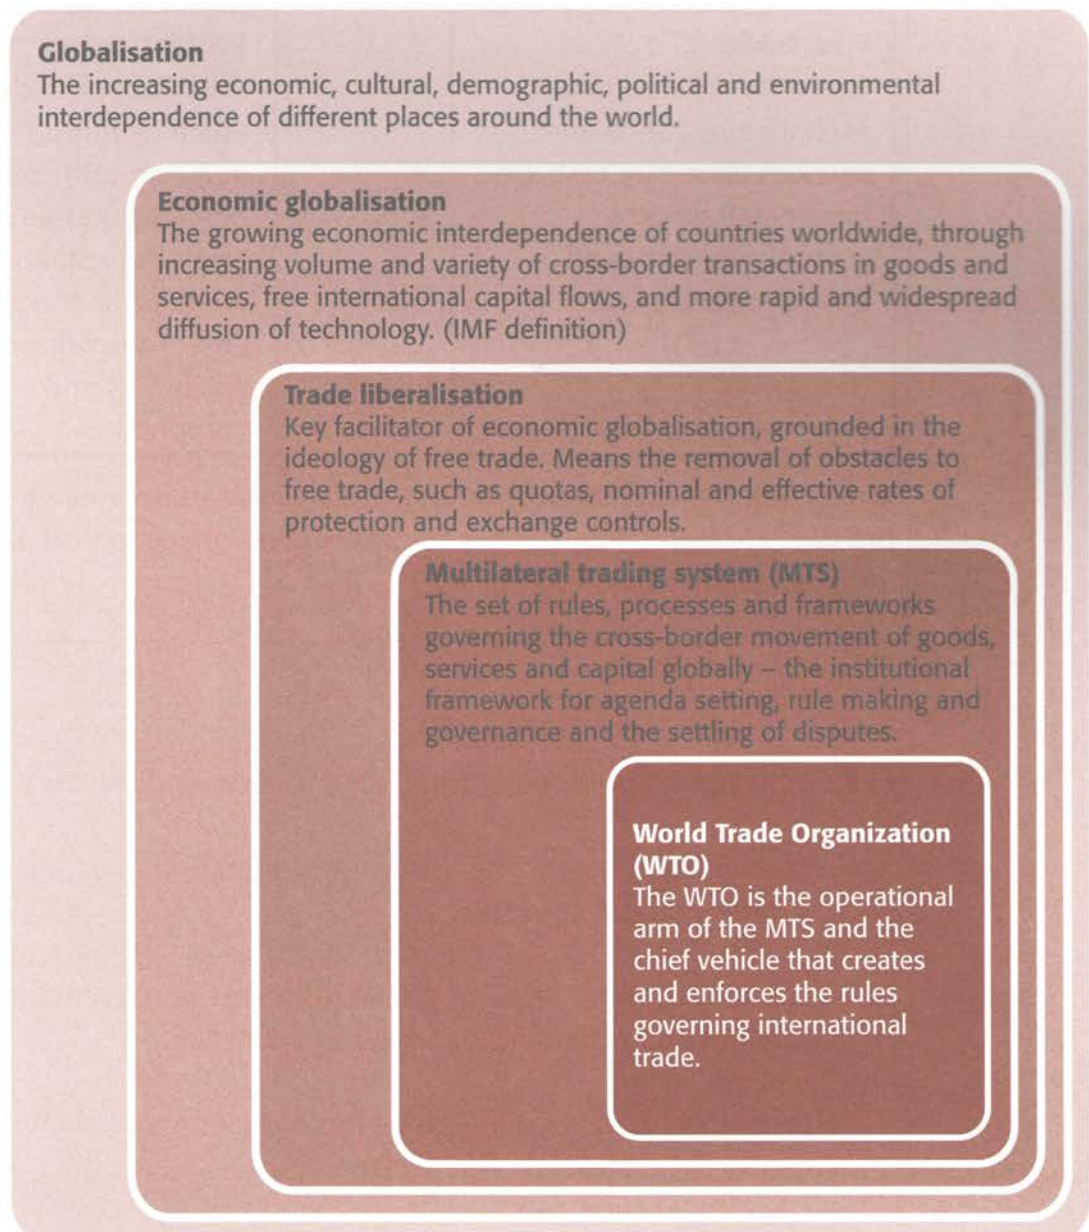 Globalisation
The increasing economic, cultural, demographic, political and environmental
interdependence of different places around the world.
Economic globalisation
The growing economic interdependence of countries worldwide, through
increasing volume and variety of cross-border transactions in goods and
services, free international capital flows, and more rapid and widespread
diffusion of technology. (IMF definition)
Trade liberalisation
Key facilitator of economic globalisation, grounded in the
ideology of free trade. Means the removal of obstacles to
free trade, such as quotas, nominal and effective rates of
protection and exchange controls.
Multilateral trading system (MTS)
The set of rules, processes and frameworks
governing the cross-border movement of goods,
services and capital globally – the institutional
framework for agenda setting, rule making and
governance and the settling of disputes.
World Trade Organization
(WTO)
The WTO is the operational
arm of the MTS and the
chief vehicle that creates
and enforces the rules
governing international
trade.